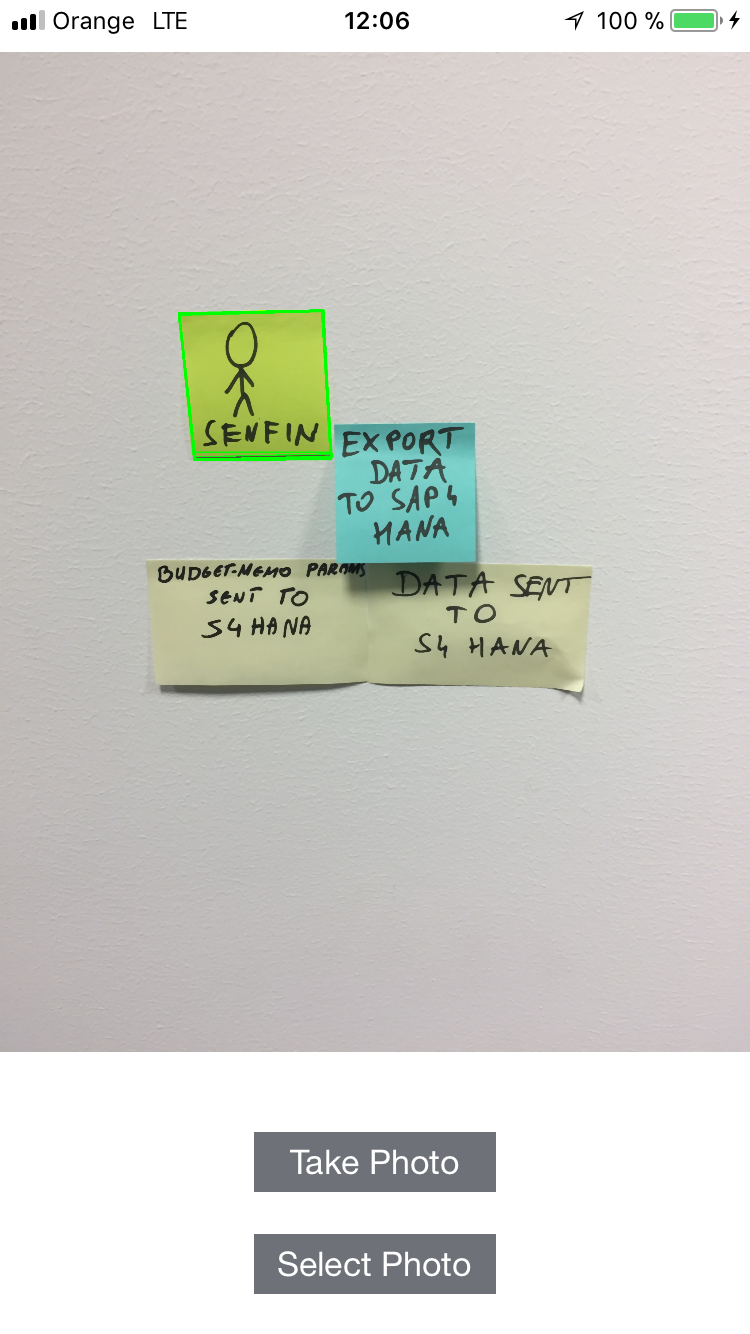 Orange LTE 12:06 100 %
SENFIN
EXPORT
DATA
TO SAP4
HANA
BUDGET-MEMO PARAMS
SENT TO
S4 HANA
DATA SENT
TO
S4 HANA
Take Photo
Select Photo